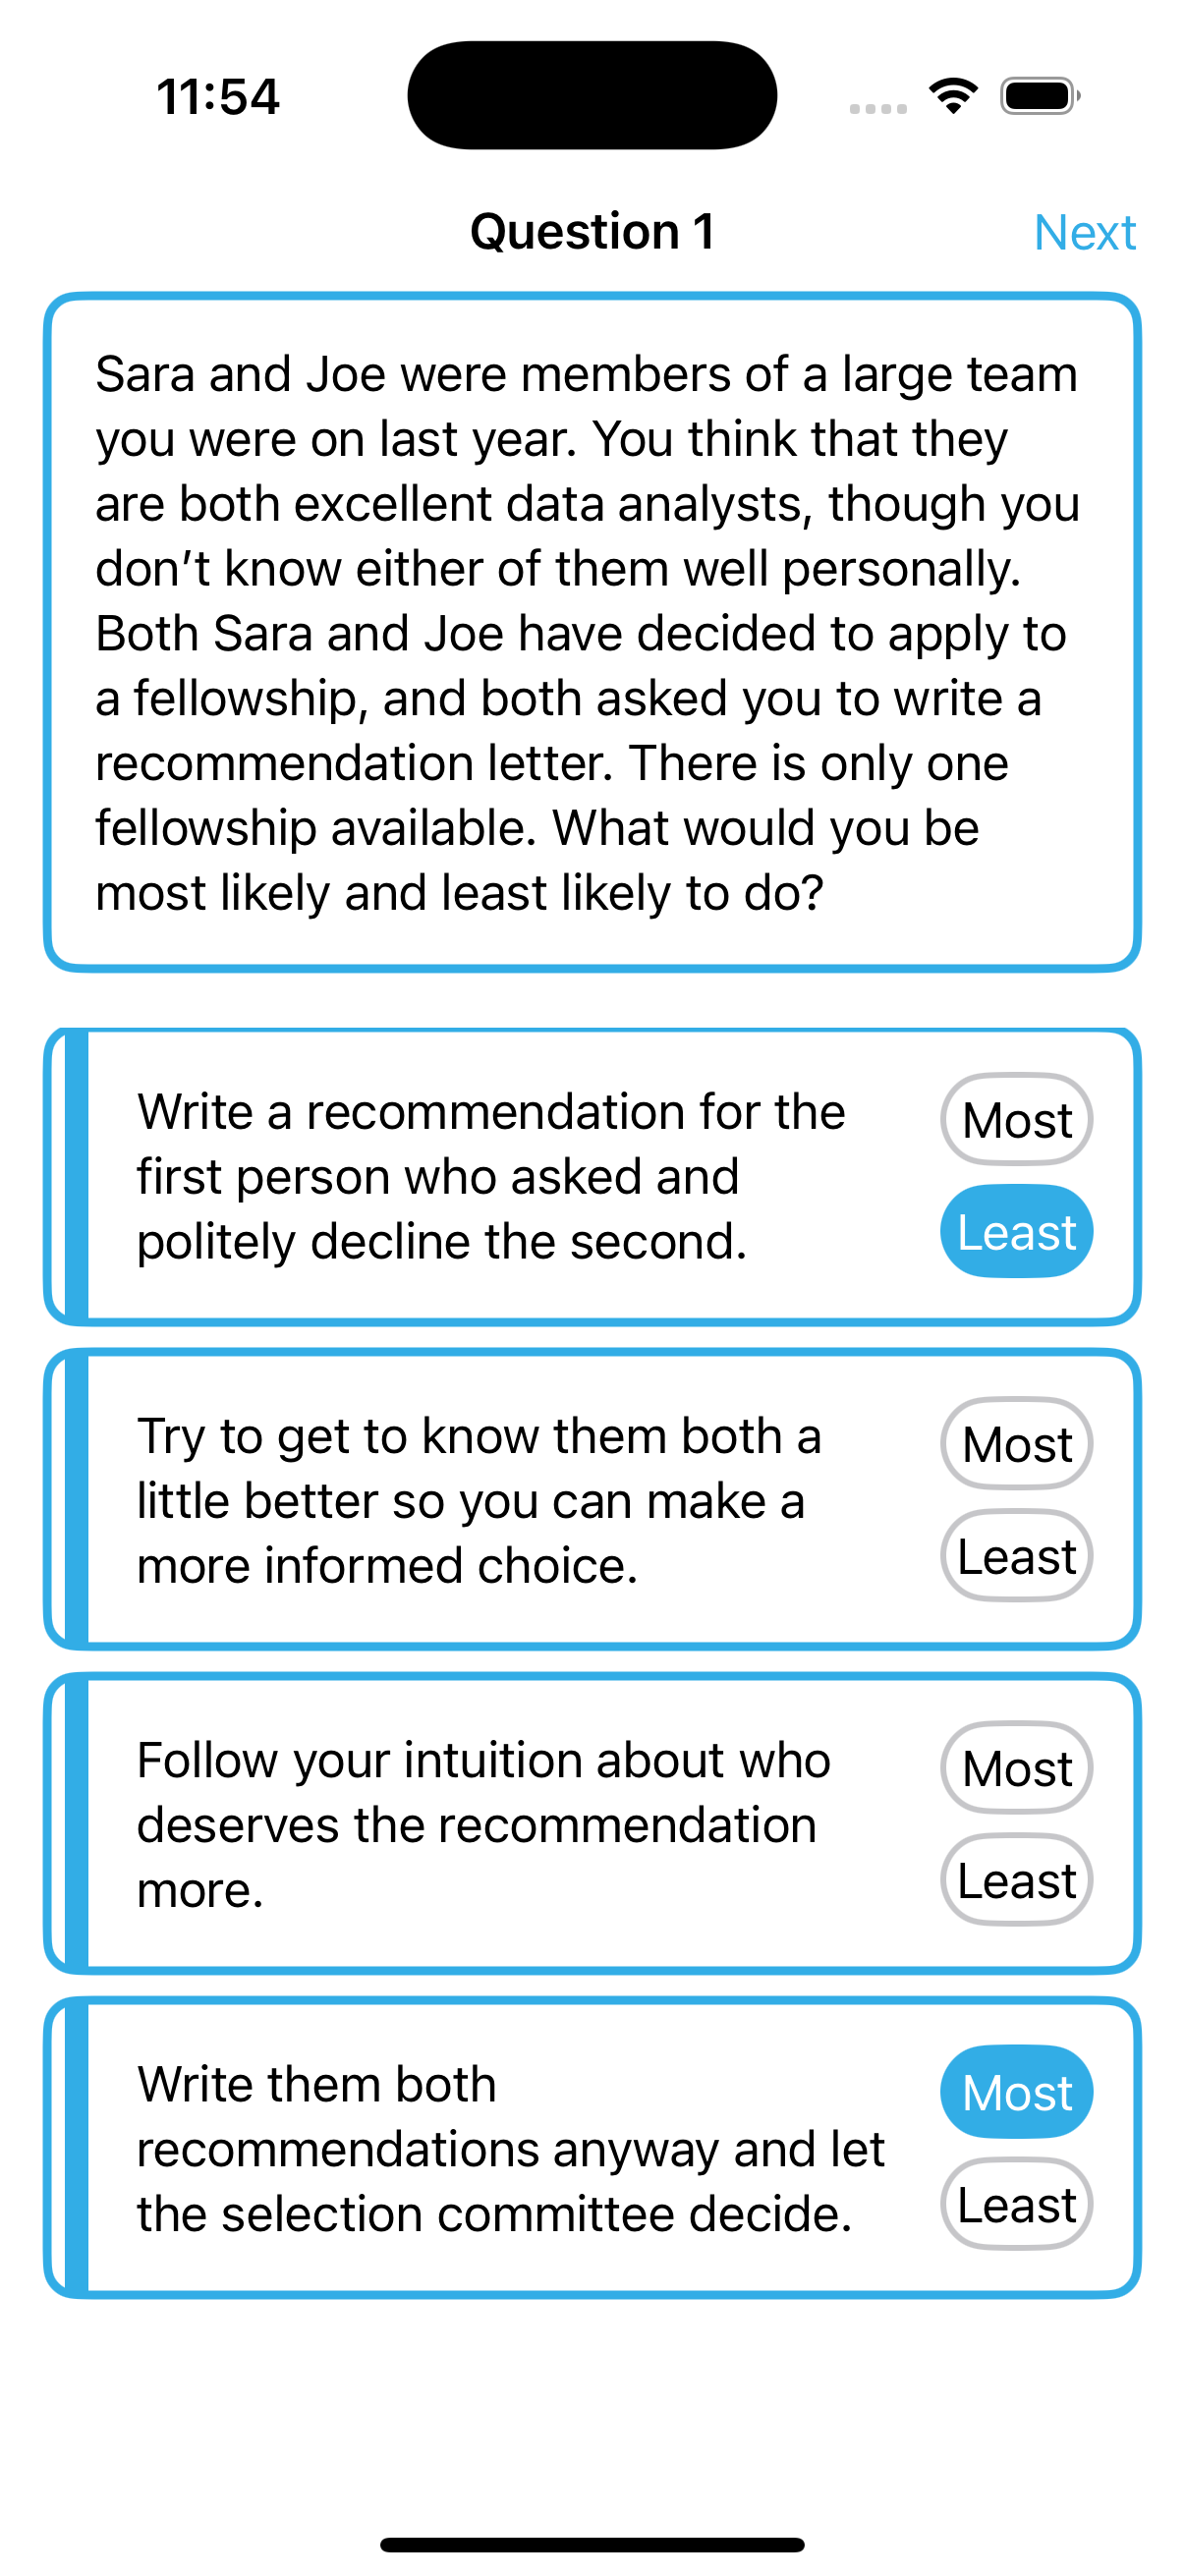 11:54
Question 1
Next
Sara and Joe were members of a large team
you were on last year. You think that they
are both excellent data analysts, though you
don’t know either of them well personally.
Both Sara and Joe have decided to apply to
a fellowship, and both asked you to write a
recommendation letter. There is only one
fellowship available. What would you be
most likely and least likely to do?
Write a recommendation for the
first person who asked and
politely decline the second.
Most
Least
Try to get to know them both a
little better so you can make a
more informed choice.
Most
Least
Follow your intuition about who
deserves the recommendation
more.
Most
Least
Write them both
recommendations anyway and let
the selection committee decide.
Most
Least